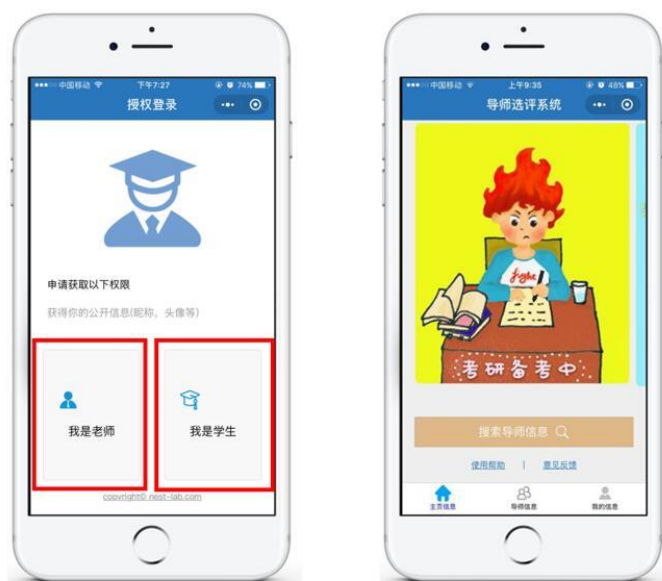 中国移动 下午7:27 74%
授权登录
申请获取以下权限
获得你的公开信息(昵称、头像等)
我是老师
我是学生
copyright© nest-lab.com
中国移动 上午9:35 48%
导师选评系统
fight
考研备考中
搜索导师信息
使用帮助 | 意见反馈
主页信息 导师信息 我的信息